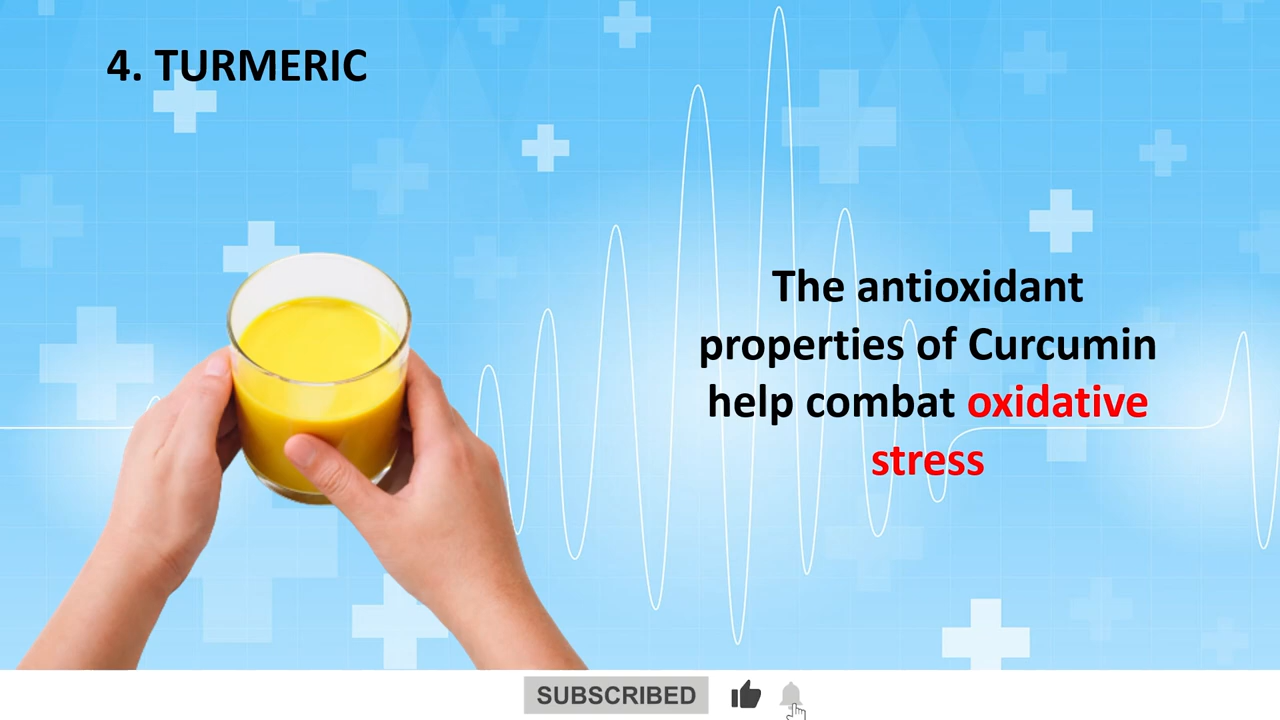 4. TURMERIC
The antioxidant
properties of Curcumin
help combat oxidative
stress
SUBSCRIBED